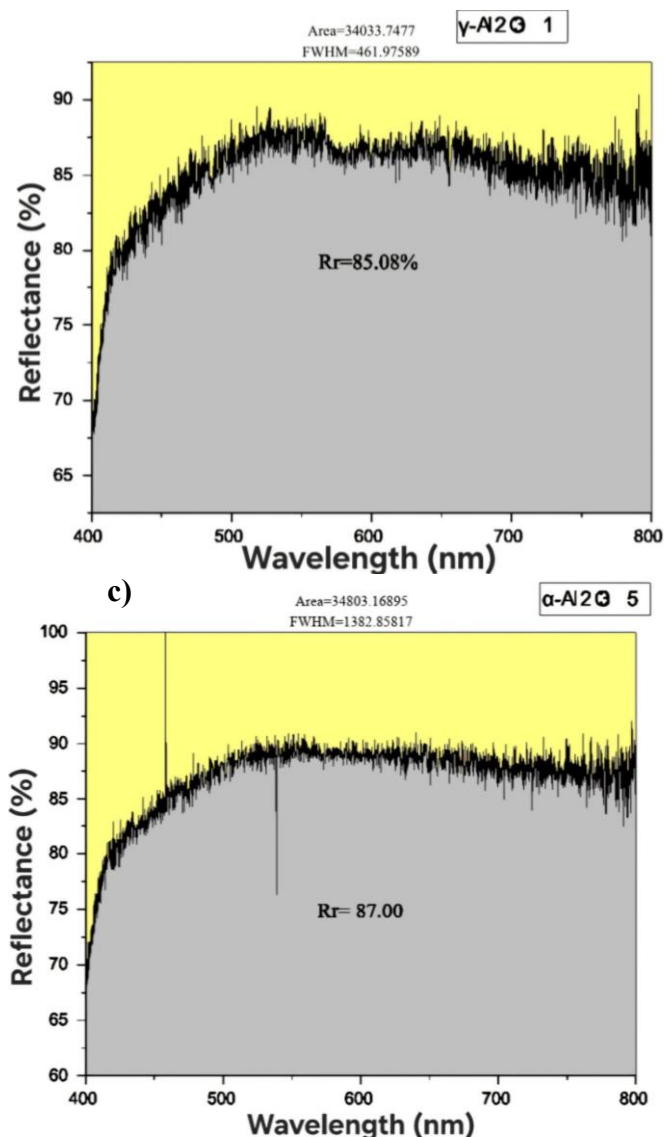 Area=34033.7477
FWHM=461.97589
γ-Al2O3 1
90
85
80
75
70
65
Reflectance (%)
Rr=85.08%
400 500 600 700 800
Wavelength (nm)
c)
Area=34803.16895
FWHM=1382.85817
α-Al2O3 5
100
95
90
85
80
75
70
65
60
Reflectance (%)
Rr= 87.00
400 500 600 700 800
Wavelength (nm)